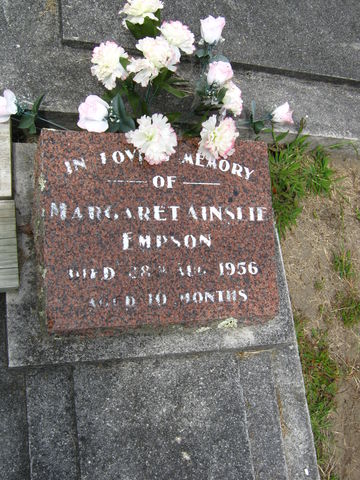 IN LOVING MEMORY
OF
MARGARET AINSLIE
EMPSON
DIED 28TH AUG. 1956
AGED 10 MONTHS